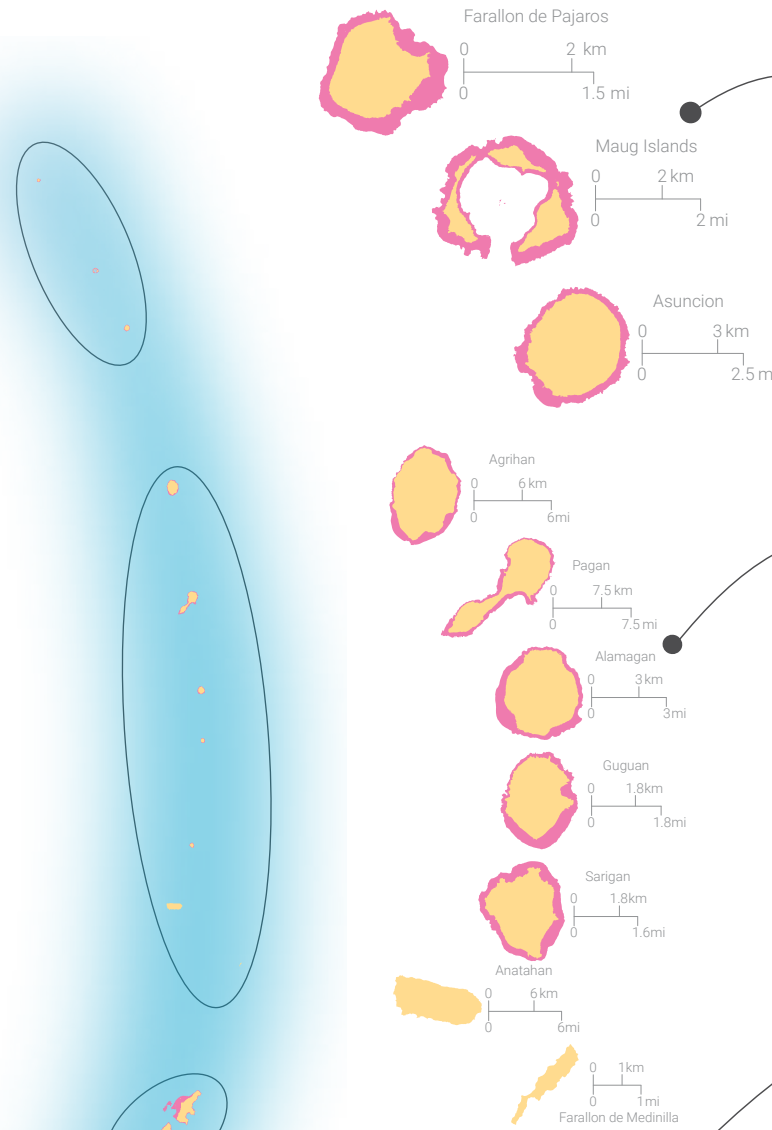 Farallon de Pajaros
0 2 km
0 1.5 mi
Maug Islands
0 2 km
0 2 mi
Asuncion
0 3 km
0 2.5 m
Agrihan
0 6 km
0 6mi
Pagan
0 7.5 km
0 7.5 mi
Alamagan
0 3 km
0 3mi
Guguan
0 1.8km
0 1.8mi
Sarigan
0 1.8km
0 1.6mi
Anatahan
0 6 km
0 6mi
0 1km
0 1mi
Farallon de Medinilla